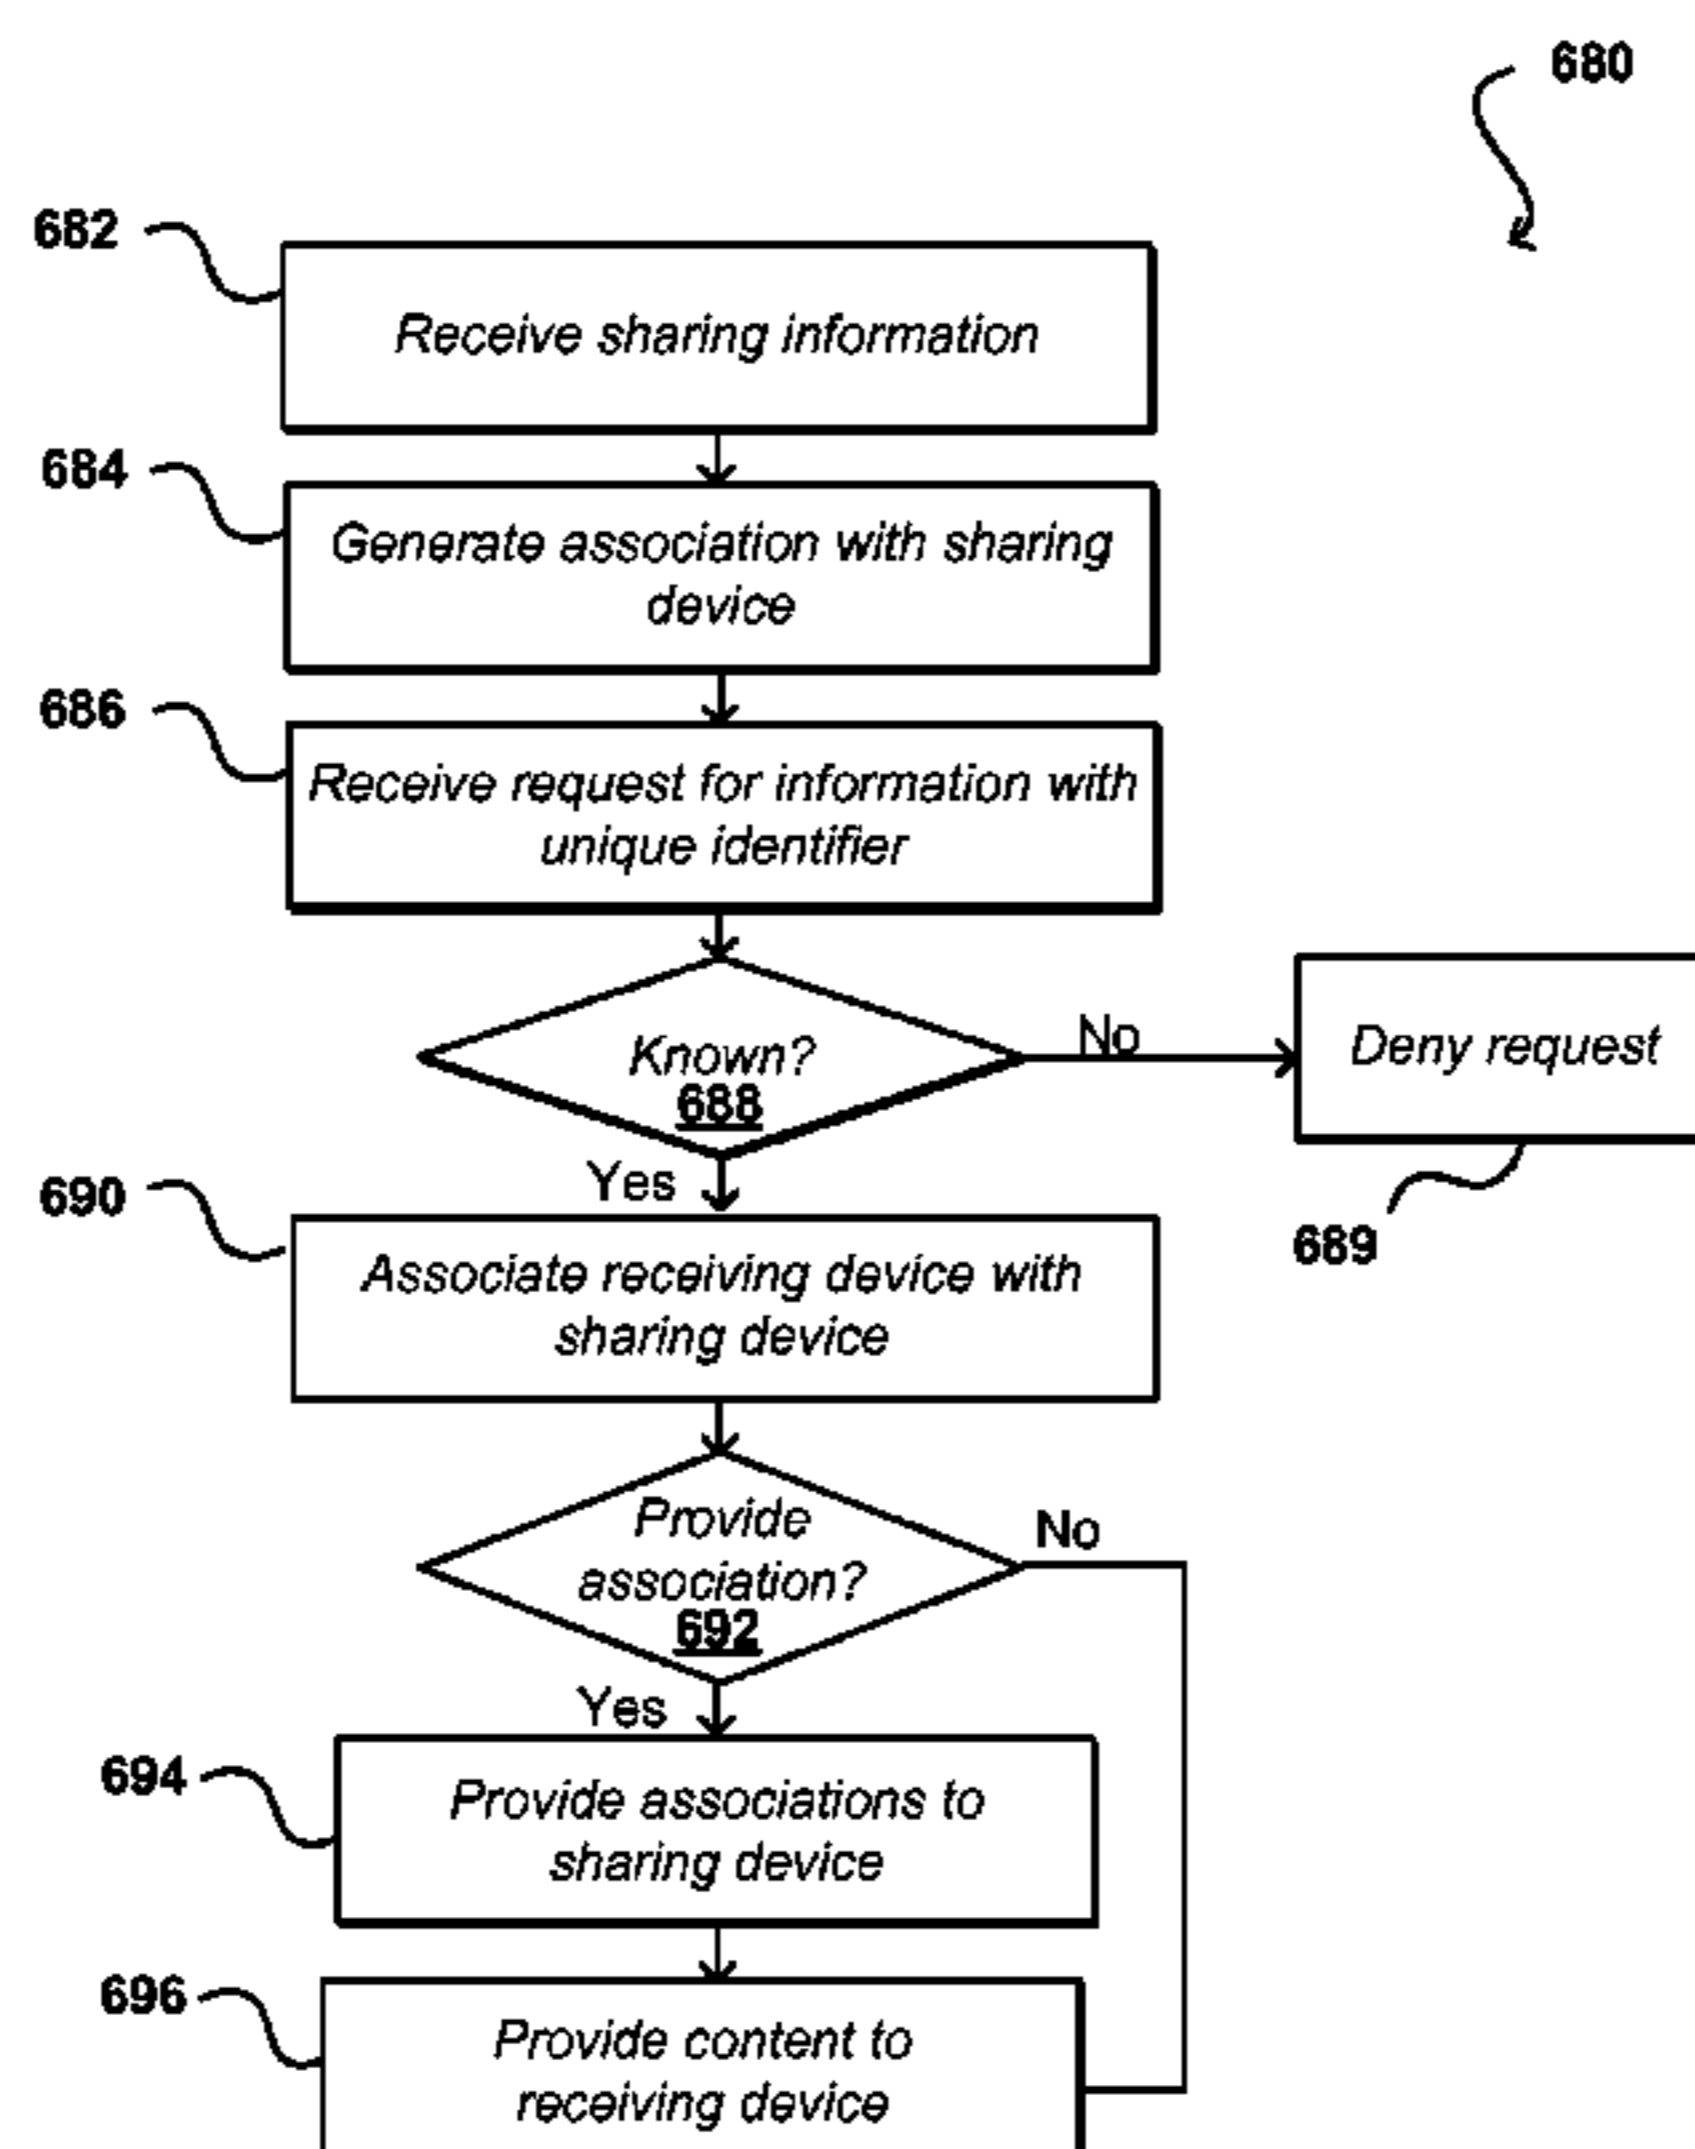 680
682
Receive sharing information
684
Generate association with sharing
device
686
Receive request for information with
unique identifier
Known?
688
No
Deny request
689
Yes
690
Associate receiving device with
sharing device
Provide
association?
692
No
Yes
694
Provide associations to
sharing device
696
Provide content to
receiving device